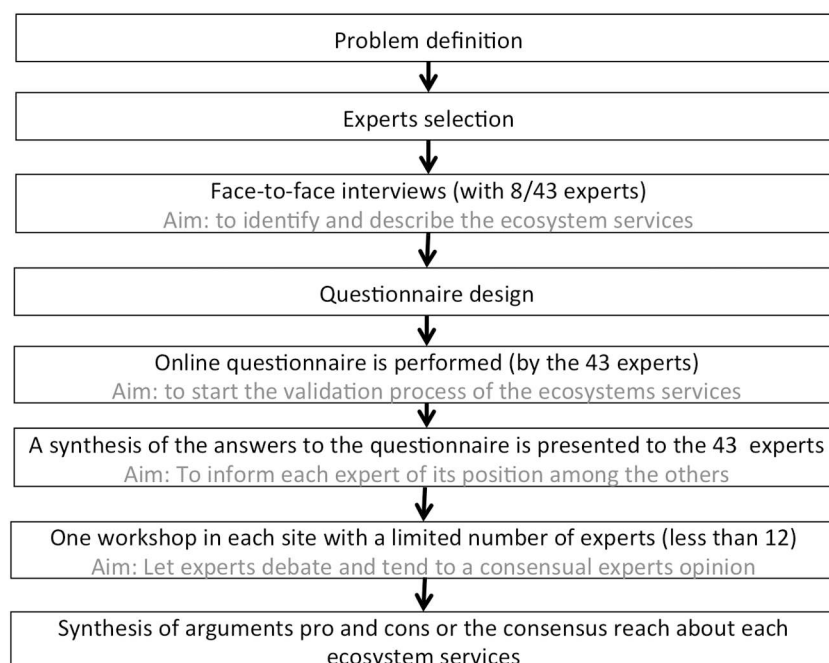 Problem definition
Experts selection
Face-to-face interviews (with 8/43 experts)
Aim: to identify and describe the ecosystem services
Questionnaire design
Online questionnaire is performed (by the 43 experts)
Aim: to start the validation process of the ecosystems services
A synthesis of the answers to the questionnaire is presented to the 43 experts
Aim: To inform each expert of its position among the others
One workshop in each site with a limited number of experts (less than 12)
Aim: Let experts debate and tend to a consensual experts opinion
Synthesis of arguments pro and cons or the consensus reach about each
ecosystem services